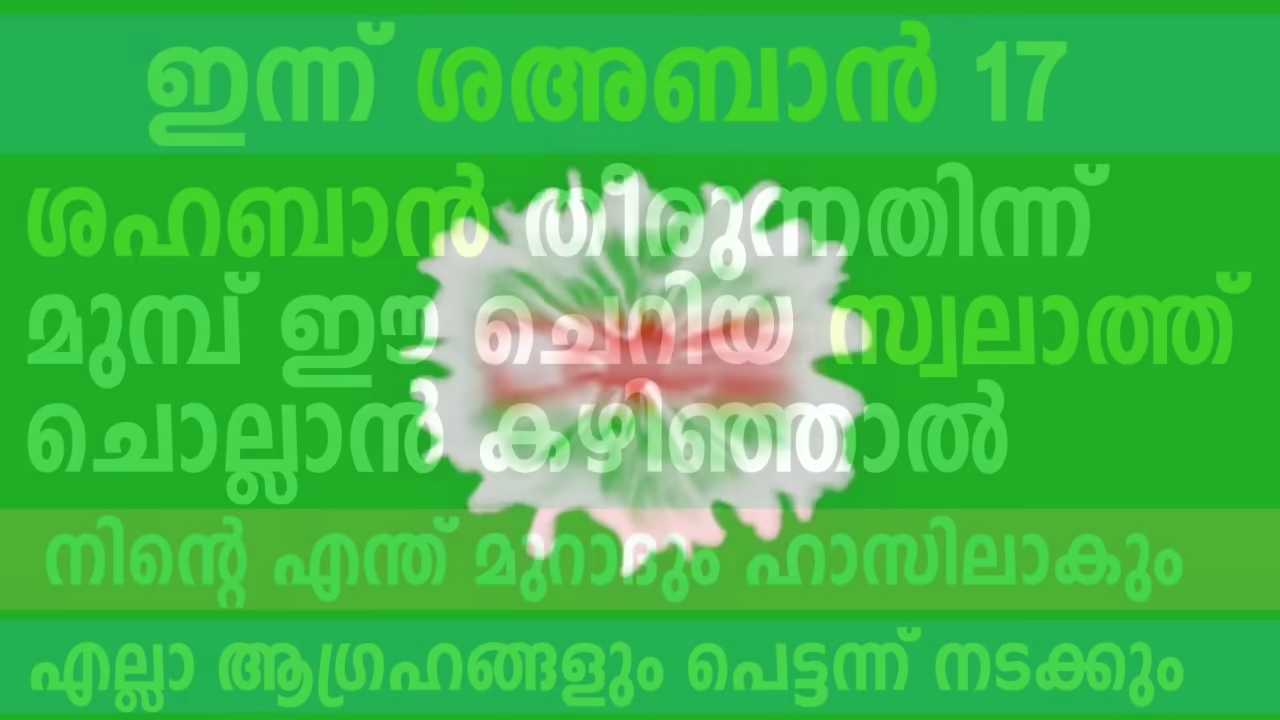 ഇന്ന് ശഅബാൻ 17
ശഹബാൻ തീരുന്നതിന്
മുമ്പ് ഈ ചെറിയ സ്വലാത്ത്
ചൊല്ലാൻ കഴിഞ്ഞാൽ
നിന്റെ എന്ത് മുറാദും ഹാസിലാകും
എല്ലാ ആഗ്രഹങ്ങളും പെട്ടന്ന് നടക്കും